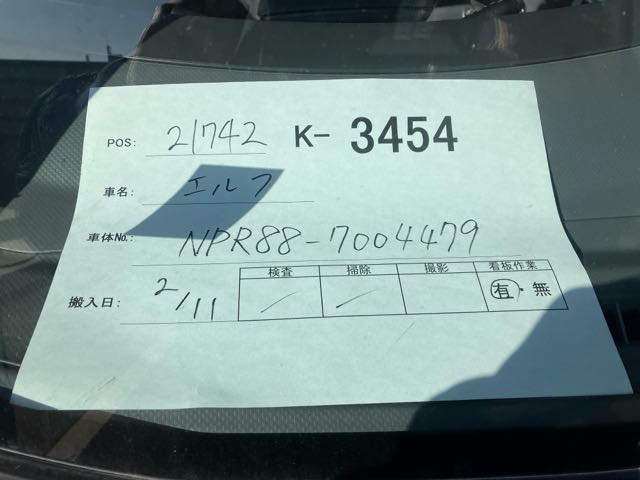 POS: 21742 K- 3454
車名: エルフ
車体No.: NPR88-7004479
検査 掃除 撮影 看板作業
搬入日: 2/11 有・無